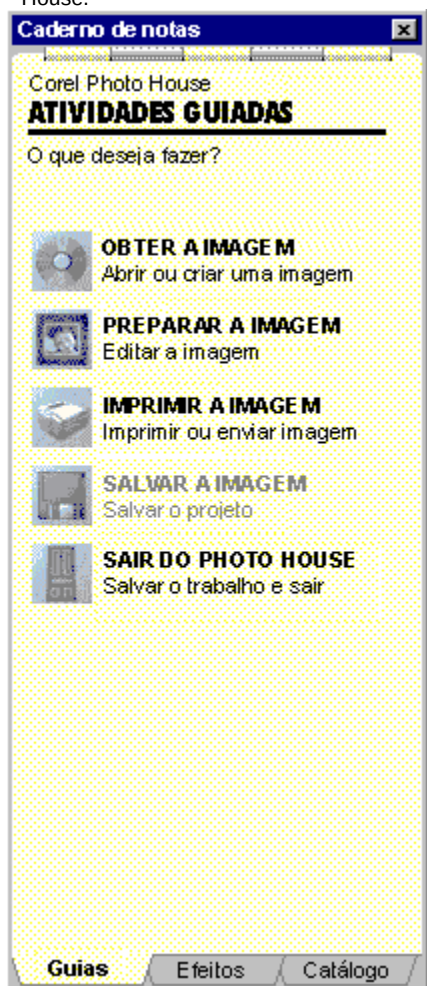 House.
Caderno de notas
Corel Photo House
ATIVIDADES GUIADAS
O que deseja fazer?
OBTER A IMAGEM
Abrir ou criar uma imagem
PREPARAR A IMAGEM
Editar a imagem
IMPRIMIR A IMAGEM
Imprimir ou enviar imagem
SALVAR A IMAGEM
Salvar o projeto
SAIR DO PHOTO HOUSE
Salvar o trabalho e sair
Guias Efeitos Catálogo